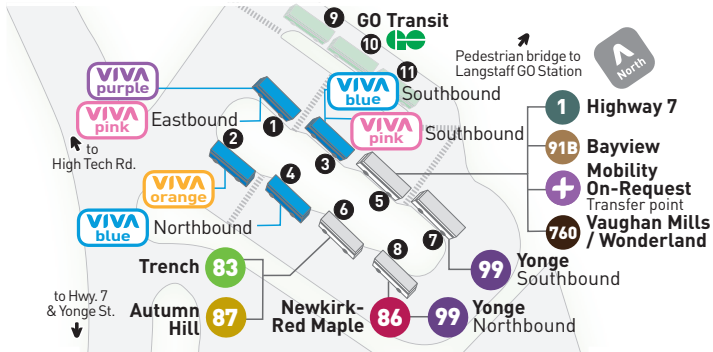 9
GO Transit
10
GO
11
Pedestrian bridge to
Langstaff GO Station
North
VIVA
purple
VIVA
pink
Eastbound
1
2
3
4
5
6
7
8
VIVA
blue
Southbound
VIVA
pink
Southbound
to
High Tech Rd.
VIVA
orange
VIVA
blue
Northbound
1
Highway 7
91B
Bayview
Mobility
On-Request
Transfer point
760
Vaughan Mills
/ Wonderland
Trench
83
99
Yonge
Southbound
to Hwy. 7
& Yonge St.
Autumn
Hill
87
Newkirk-
Red Maple
86
99
Yonge
Northbound